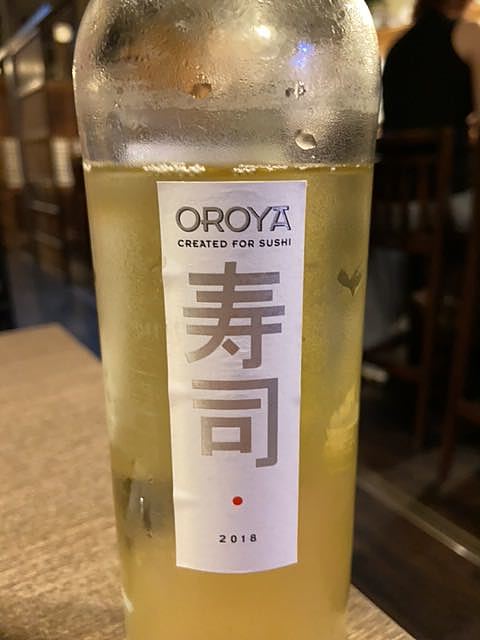 OROYA
CREATED FOR SUSHI
寿
司
2018